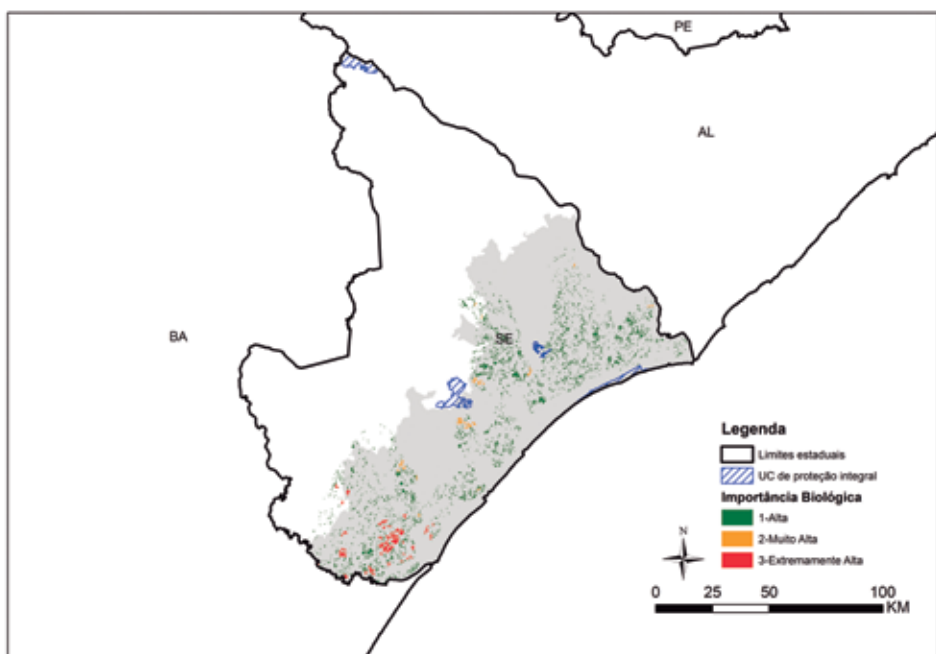 PE
AL
BA
SE
Legenda
Limites estaduais
UC de proteção integral
Importância Biológica
1-Alta
2-Muito Alta
3-Extremamente Alta
N
0 25 50 100
KM